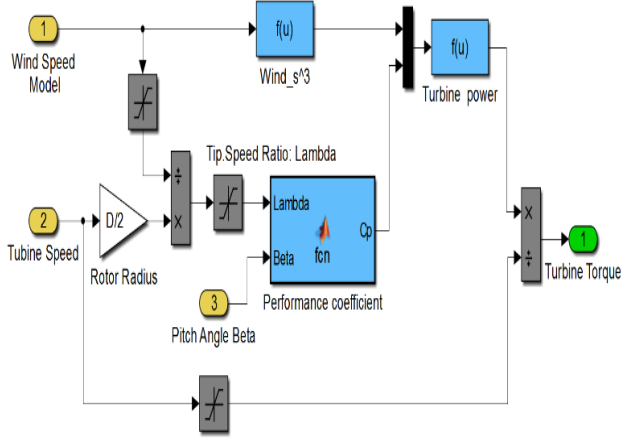 1
Wind Speed
Model
f(u)
Wind_s^3
f(u)
Turbine power
Tip.Speed Ratio: Lambda
÷
×
2
Tubine Speed
D/2
Rotor Radius
Lambda
Beta
fcn
Cp
Performance coefficient
3
Pitch Angle Beta
×
÷
1
Turbine Torque